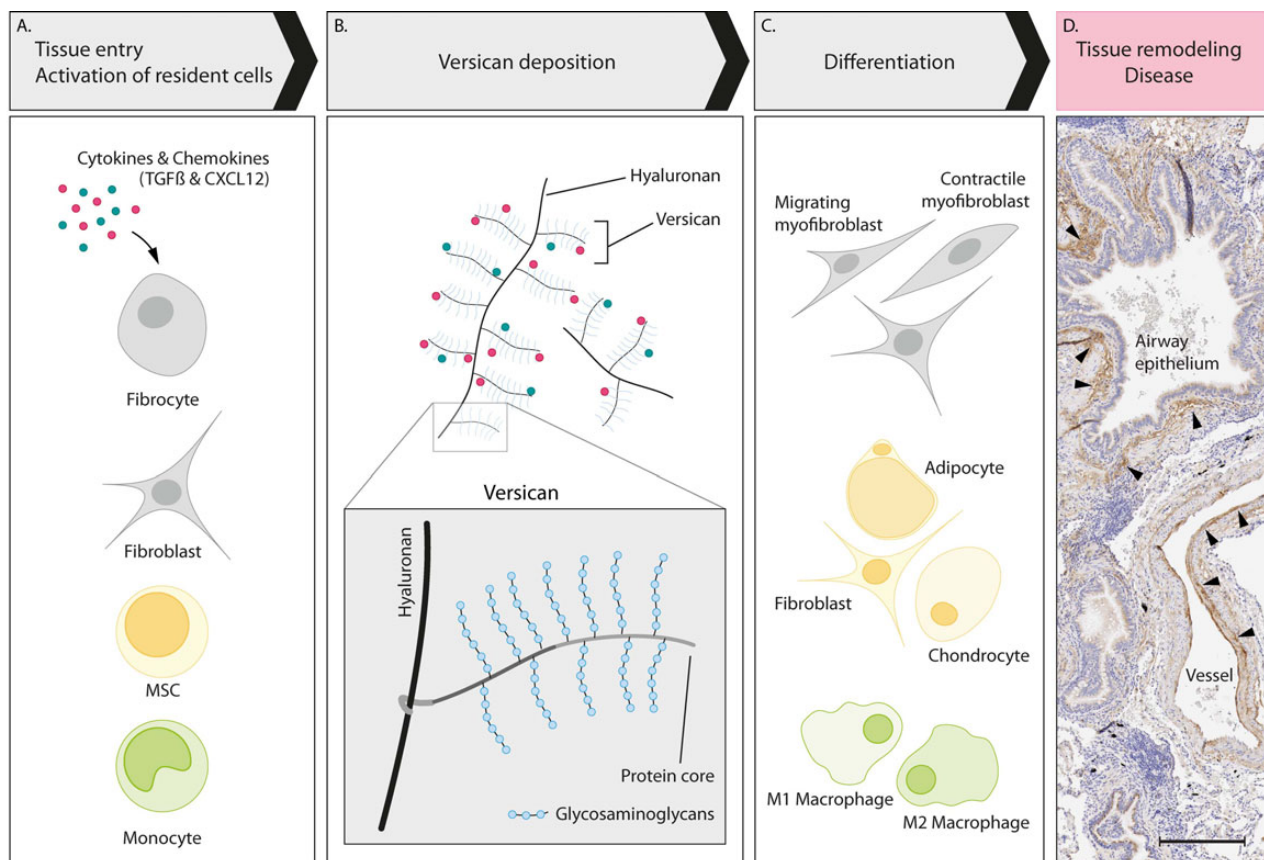 A.
Tissue entry
Activation of resident cells
B.
Versican deposition
C.
Differentiation
D.
Tissue remodeling
Disease
Cytokines & Chemokines
(TGFß & CXCL12)
Fibrocyte
Fibroblast
MSC
Monocyte
Hyaluronan
Versican
Versican
Hyaluronan
Protein core
Glycosaminoglycans
Migrating
myofibroblast
Contractile
myofibroblast
Adipocyte
Fibroblast
Chondrocyte
M1 Macrophage
M2 Macrophage
Airway
epithelium
Vessel